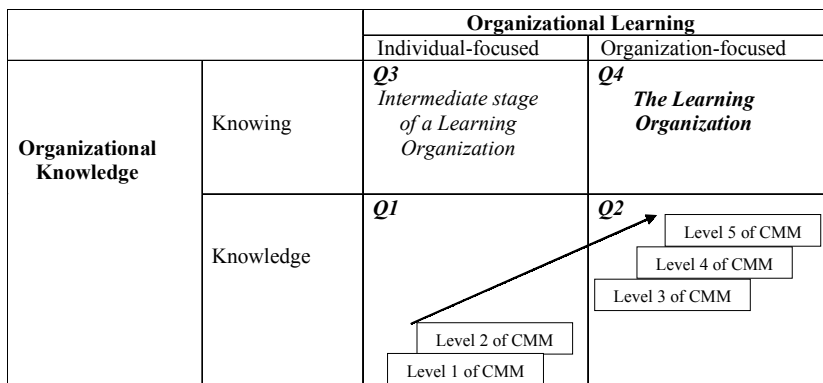 Organizational Learning
Individual-focused
Organization-focused
Organizational
Knowledge
Knowing
Q3
Intermediate stage
of a Learning
Organization
Q4
The Learning
Organization
Knowledge
Q1
Level 2 of CMM
Level 1 of CMM
Q2
Level 5 of CMM
Level 4 of CMM
Level 3 of CMM